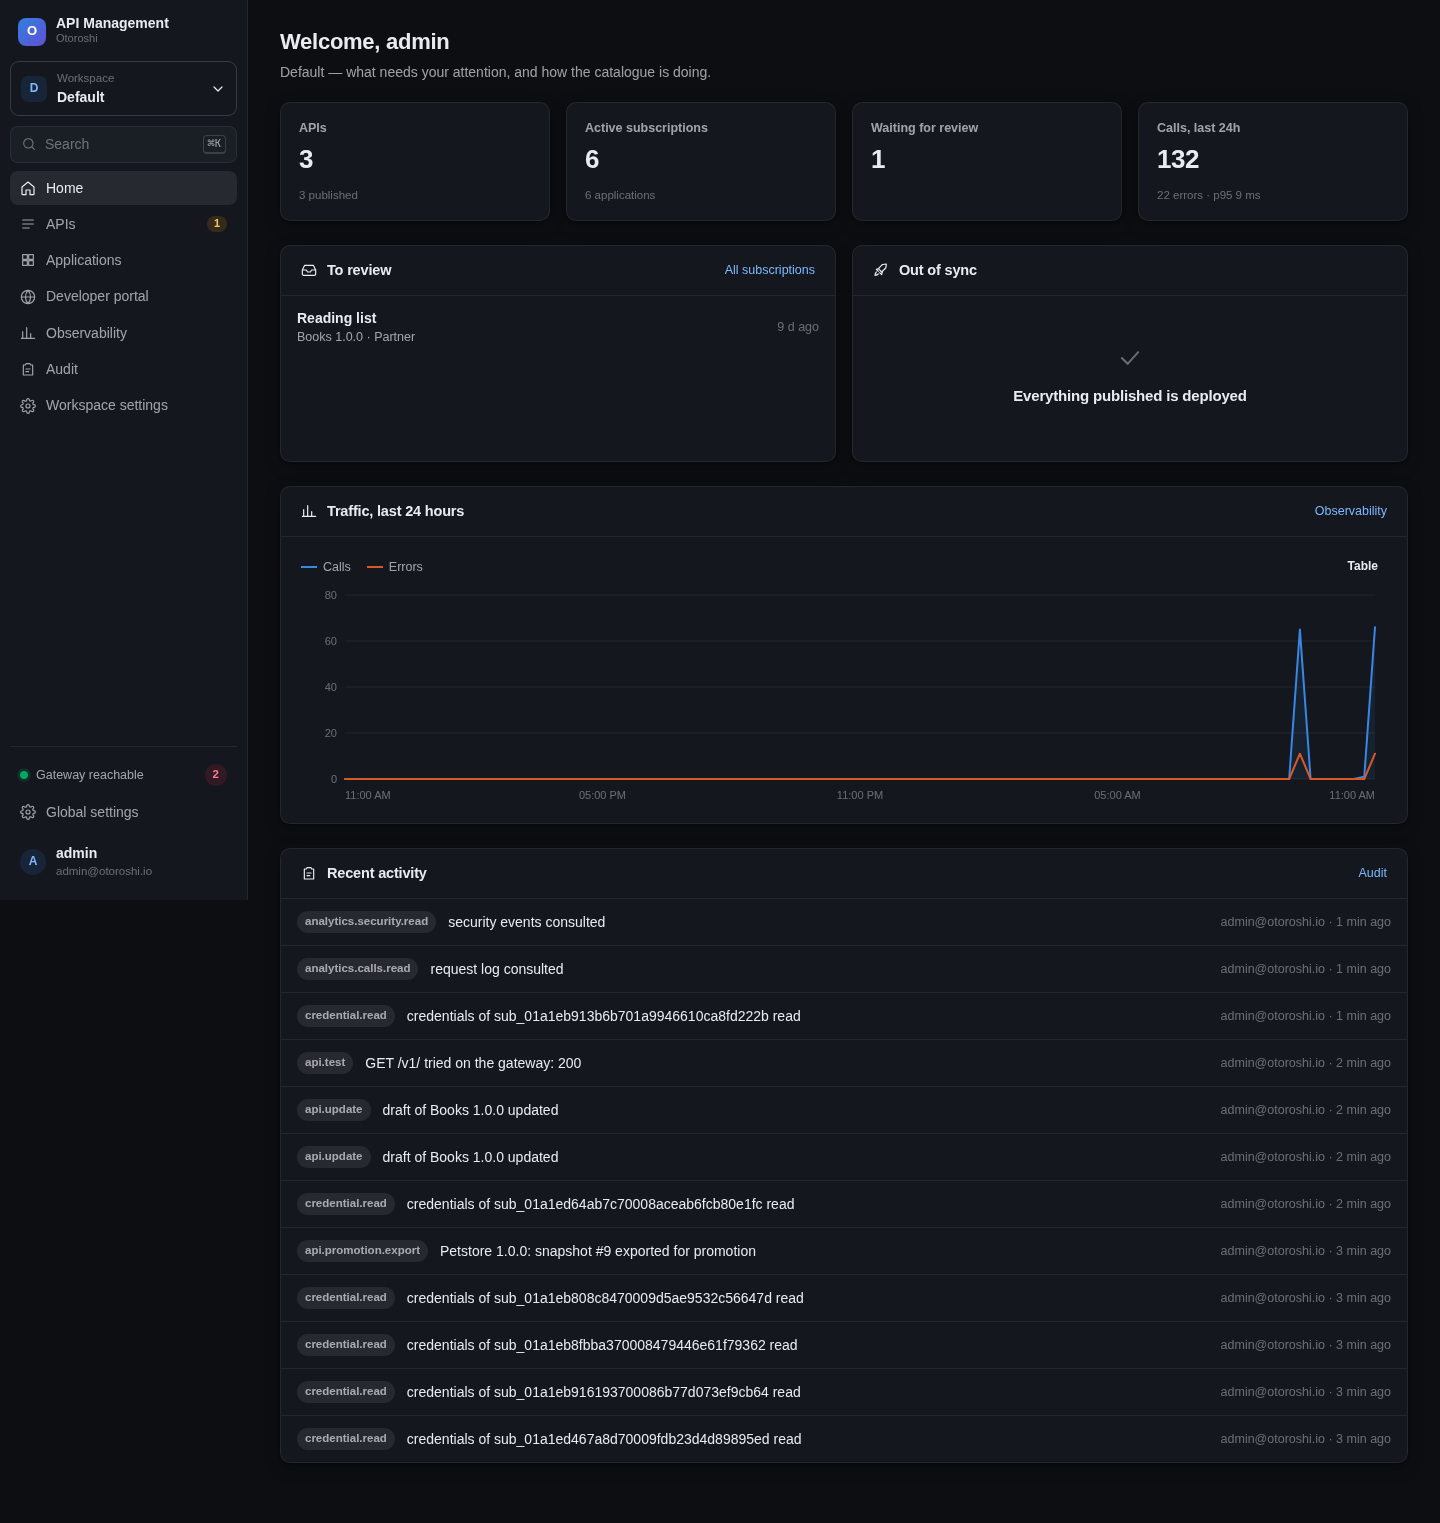 O
API Management
Otoroshi
D
Workspace
Default
Search
⌘K
Home
APIs
1
Applications
Developer portal
Observability
Audit
Workspace settings
Gateway reachable
2
Global settings
A
admin
admin@otoroshi.io
Welcome, admin
Default — what needs your attention, and how the catalogue is doing.
APIs
3
3 published
Active subscriptions
6
6 applications
Waiting for review
1
Calls, last 24h
132
22 errors · p95 9 ms
To review
All subscriptions
Reading list
Books 1.0.0 · Partner
9 d ago
Out of sync
Everything published is deployed
Traffic, last 24 hours
Observability
Calls
Errors
Table
80
60
40
20
0
11:00 AM
05:00 PM
11:00 PM
05:00 AM
11:00 AM
Recent activity
Audit
analytics.security.read security events consulted admin@otoroshi.io · 1 min ago
analytics.calls.read request log consulted admin@otoroshi.io · 1 min ago
credential.read credentials of sub_01a1eb913b6b701a9946610ca8fd222b read admin@otoroshi.io · 1 min ago
api.test GET /v1/ tried on the gateway: 200 admin@otoroshi.io · 2 min ago
api.update draft of Books 1.0.0 updated admin@otoroshi.io · 2 min ago
api.update draft of Books 1.0.0 updated admin@otoroshi.io · 2 min ago
credential.read credentials of sub_01a1ed64ab7c70008aceab6fcb80e1fc read admin@otoroshi.io · 2 min ago
api.promotion.export Petstore 1.0.0: snapshot #9 exported for promotion admin@otoroshi.io · 3 min ago
credential.read credentials of sub_01a1eb808c8470009d5ae9532c56647d read admin@otoroshi.io · 3 min ago
credential.read credentials of sub_01a1eb8fbba370008479446e61f79362 read admin@otoroshi.io · 3 min ago
credential.read credentials of sub_01a1eb916193700086b77d073ef9cb64 read admin@otoroshi.io · 3 min ago
credential.read credentials of sub_01a1ed467a8d70009fdb23d4d89895ed read admin@otoroshi.io · 3 min ago